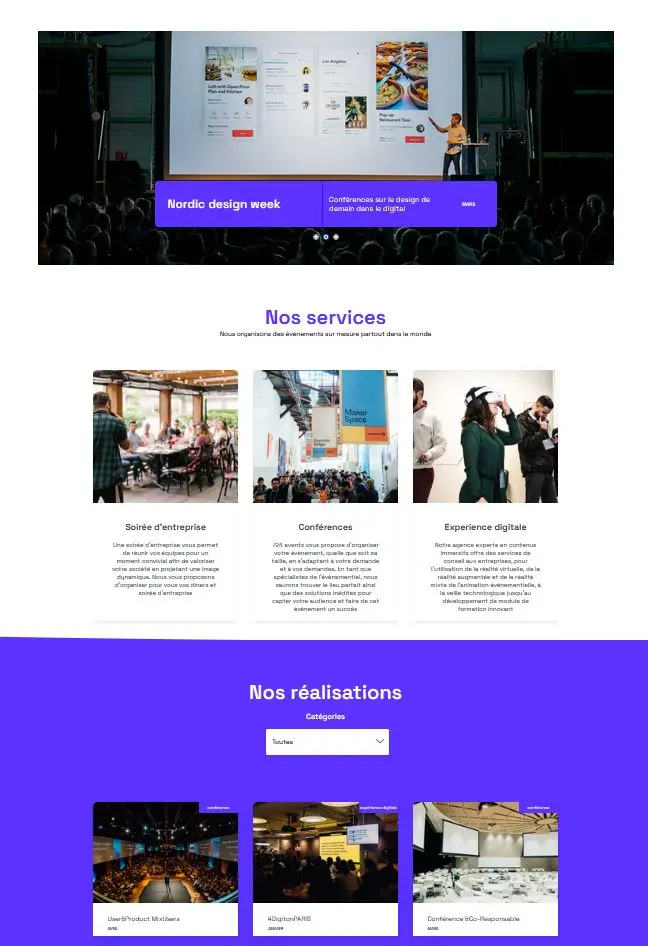 Loft with Open Floor
Plan and Kitchen
Los Angeles
Pop-up
Restaurant Tour
Nordic design week
Conférences sur le design de
demain dans le digital
MARS
Nos services
Nous organisons des événements sur mesure partout dans le monde
Maker
Space
Keynote
Stage
Soirée d'entreprise
Conférences
Experience digitale
Une soirée d'entreprise vous permet
de réunir vos équipes pour un
moment convivial afin de valoriser
votre société en projetant une image
dynamique. Nous vous proposons
d'organiser pour vous vos diners et
soirée d'entreprise
724 events vous propose d'organiser
votre évènement, quelle que soit sa
taille, en s'adaptant à votre demande
et à vos demandes. En tant que
spécialistes de l'événementiel, nous
saurons trouver le lieu parfait ainsi
que des solutions inédites pour
capter votre audience et faire de cet
évènement un succès
Notre agence experte en contenus
immersifs offre des services de
conseil aux entreprises, pour
l'utilisation de la réalité virtuelle, de la
réalité augmentée et de la réalité
mixte de l'animation événementielle, à
la veille technologique jusqu'au
développement de module de
formation innovant
Nos réalisations
Catégories
Toutes
conférence
expérience digitale
conférence
User&Product MixUsers
AVRIL
#DigitonPARIS
JANVIER
Conférence &Co-Responsable
MARS